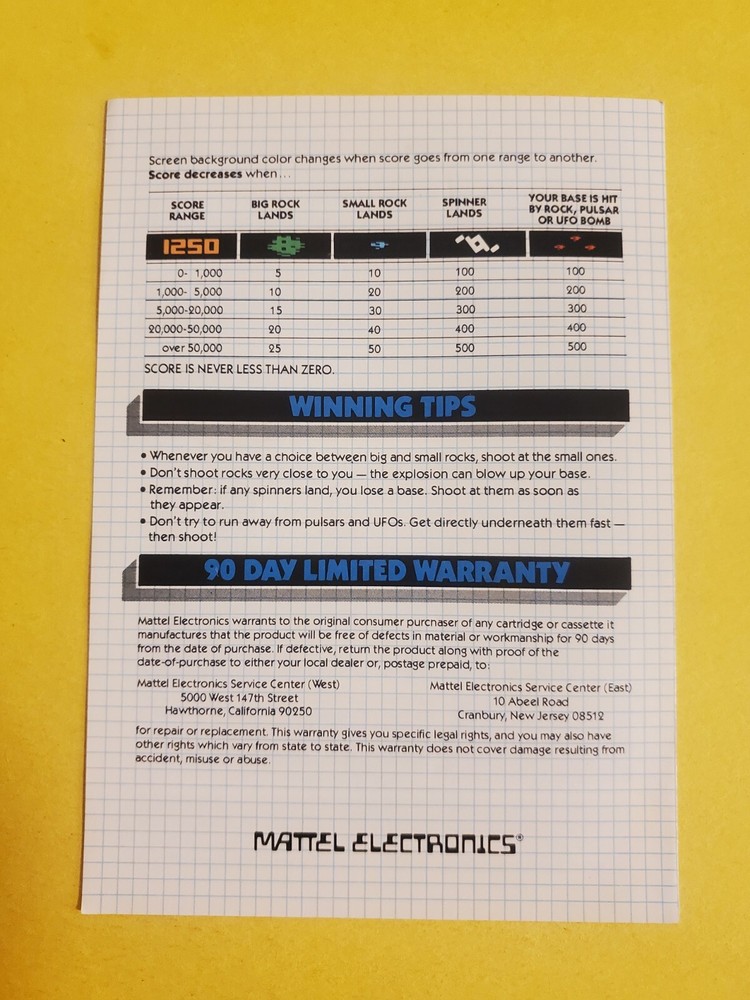 Screen background color changes when score goes from one range to another.
Score decreases when...
SCORE RANGE BIG ROCK LANDS SMALL ROCK LANDS SPINNER LANDS YOUR BASE IS HIT BY ROCK, PULSAR OR UFO BOMB
1250
0- 1,000 5 10 100 100
1,000- 5,000 10 20 200 200
5,000-20,000 15 30 300 300
20,000-50,000 20 40 400 400
over 50,000 25 50 500 500
SCORE IS NEVER LESS THAN ZERO.
WINNING TIPS
• Whenever you have a choice between big and small rocks, shoot at the small ones.
• Don't shoot rocks very close to you — the explosion can blow up your base.
• Remember: if any spinners land, you lose a base. Shoot at them as soon as
they appear.
• Don't try to run away from pulsars and UFOs. Get directly underneath them fast —
then shoot!
90 DAY LIMITED WARRANTY
Mattel Electronics warrants to the original consumer purcnaser of any cartridge or cassette it
manufactures that the product will be free of defects in material or workmanship for 90 days
from the date of purchase. If defective, return the product along with proof of the
date-of-purchase to either your local dealer or, postage prepaid, to:
Mattel Electronics Service Center (West)
5000 West 147th Street
Hawthorne, California 90250
Mattel Electronics Service Center (East)
10 Abeel Road
Cranbury, New Jersey 08512
for repair or replacement. This warranty gives you specific legal rights, and you may also have
other rights which vary from state to state. This warranty does not cover damage resulting from
accident, misuse or abuse.
MATTEL ELECTRONICS®